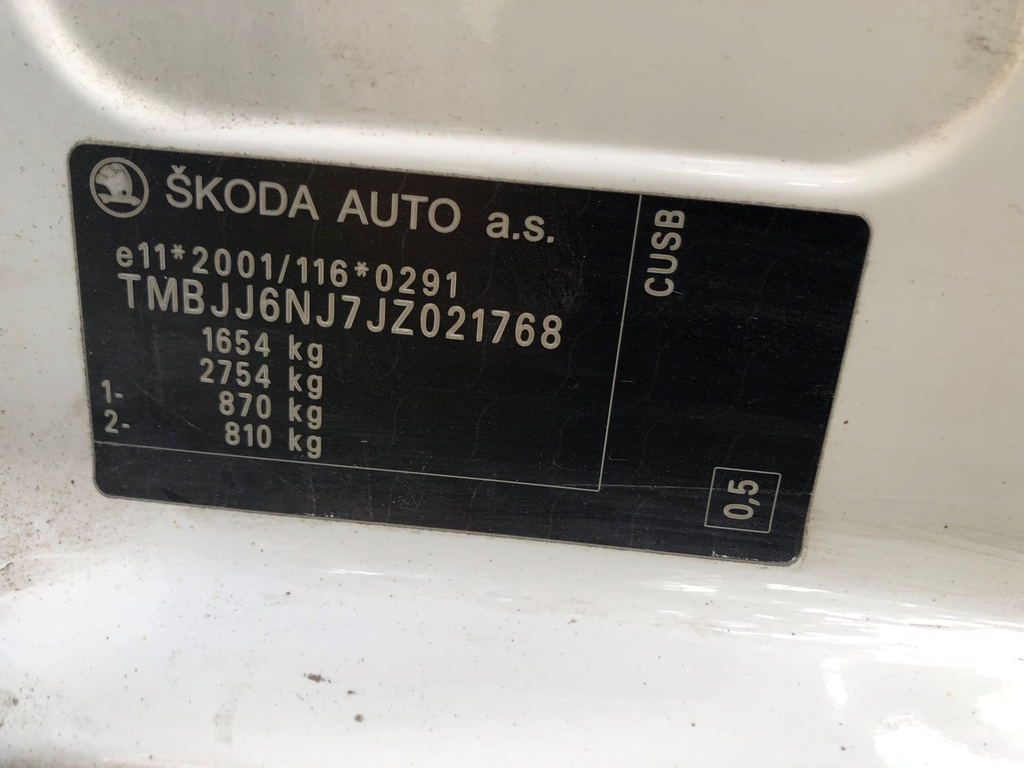 ŠKODA AUTO a.s.
e11*2001/116*0291
TMBJJ6NJ7JZ021768
1654 kg
2754 kg
1- 870 kg
2- 810 kg
CUSB
0,5